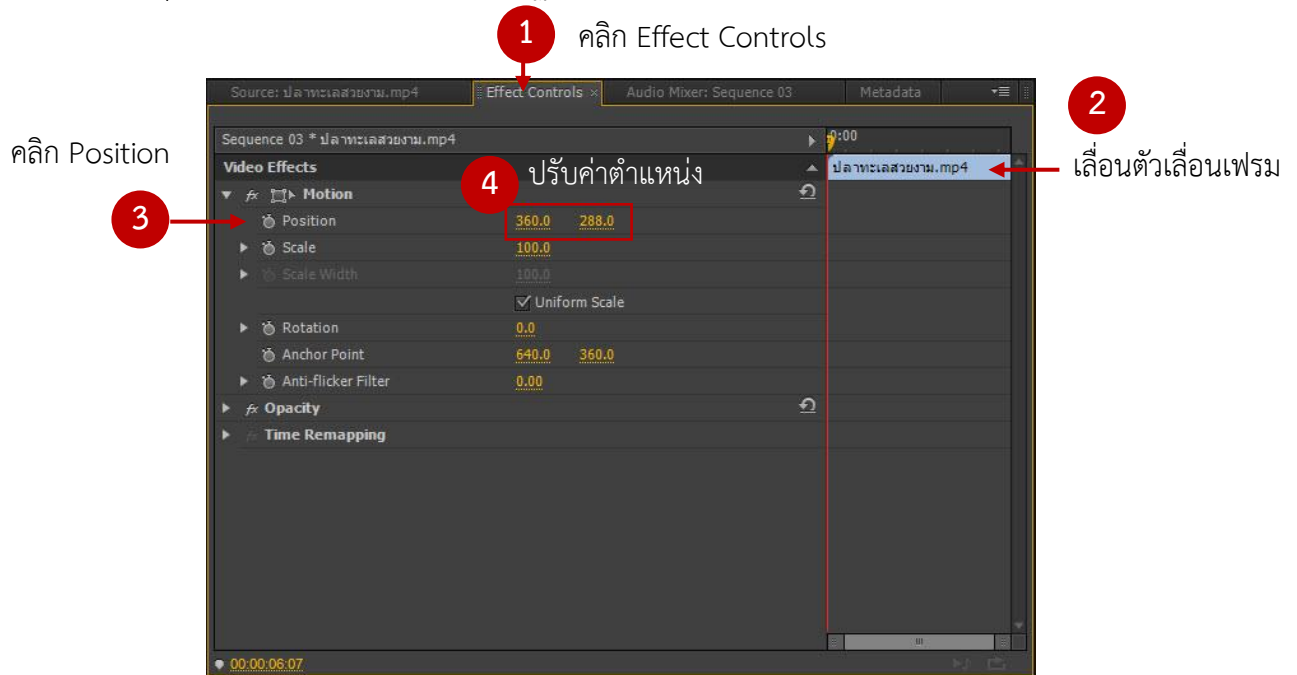 1 คลิก Effect Controls
Source: ปลาทะเลสวยงาม.mp4 Effect Controls × Audio Mixer: Sequence 03 Metadata
2
เลื่อนตัวเลื่อนเฟรม
คลิก Position
3
Sequence 03 * ปลาทะเลสวยงาม.mp4
0:00
Video Effects
ปลาทะเลสวยงาม.mp4
4 ปรับค่าตำแหน่ง
fx Motion
Position 360.0 288.0
Scale 100.0
Scale Width 100.0
Uniform Scale
Rotation 0.0
Anchor Point 640.0 360.0
Anti-flicker Filter 0.00
fx Opacity
fx Time Remapping
00:00:06:07